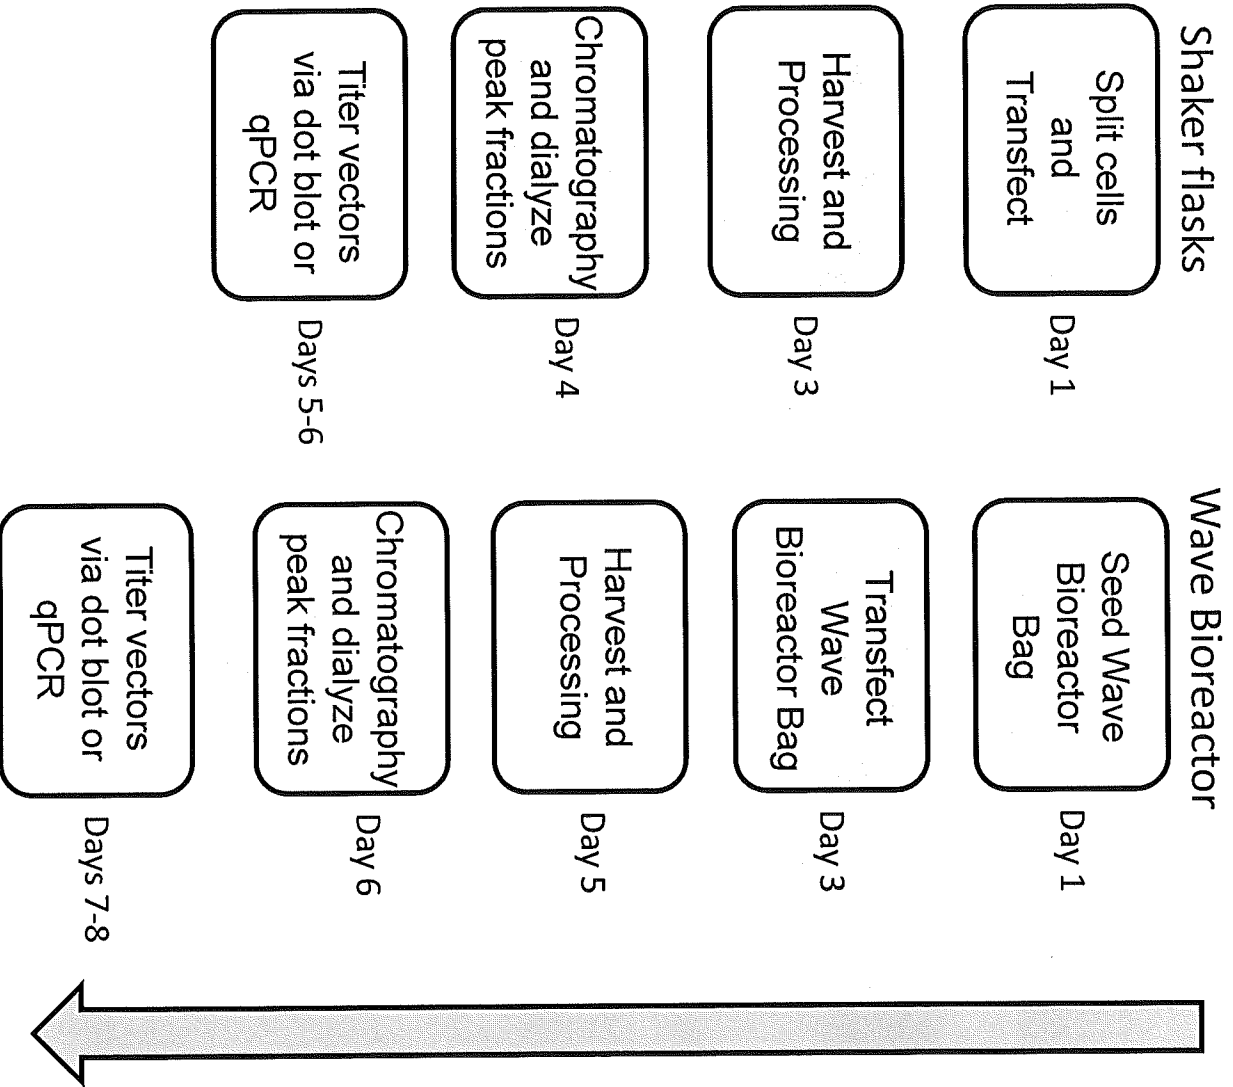 Shaker flasks
Split cells
and
Transfect
Day 1
Harvest and
Processing
Day 3
Chromatography
and dialyze
peak fractions
Day 4
Titer vectors
via dot blot or
qPCR
Days 5-6
Wave Bioreactor
Seed Wave
Bioreactor
Bag
Day 1
Transfect
Wave
Bioreactor Bag
Day 3
Harvest and
Processing
Day 5
Chromatography
and dialyze
peak fractions
Day 6
Titer vectors
via dot blot or
qPCR
Days 7-8